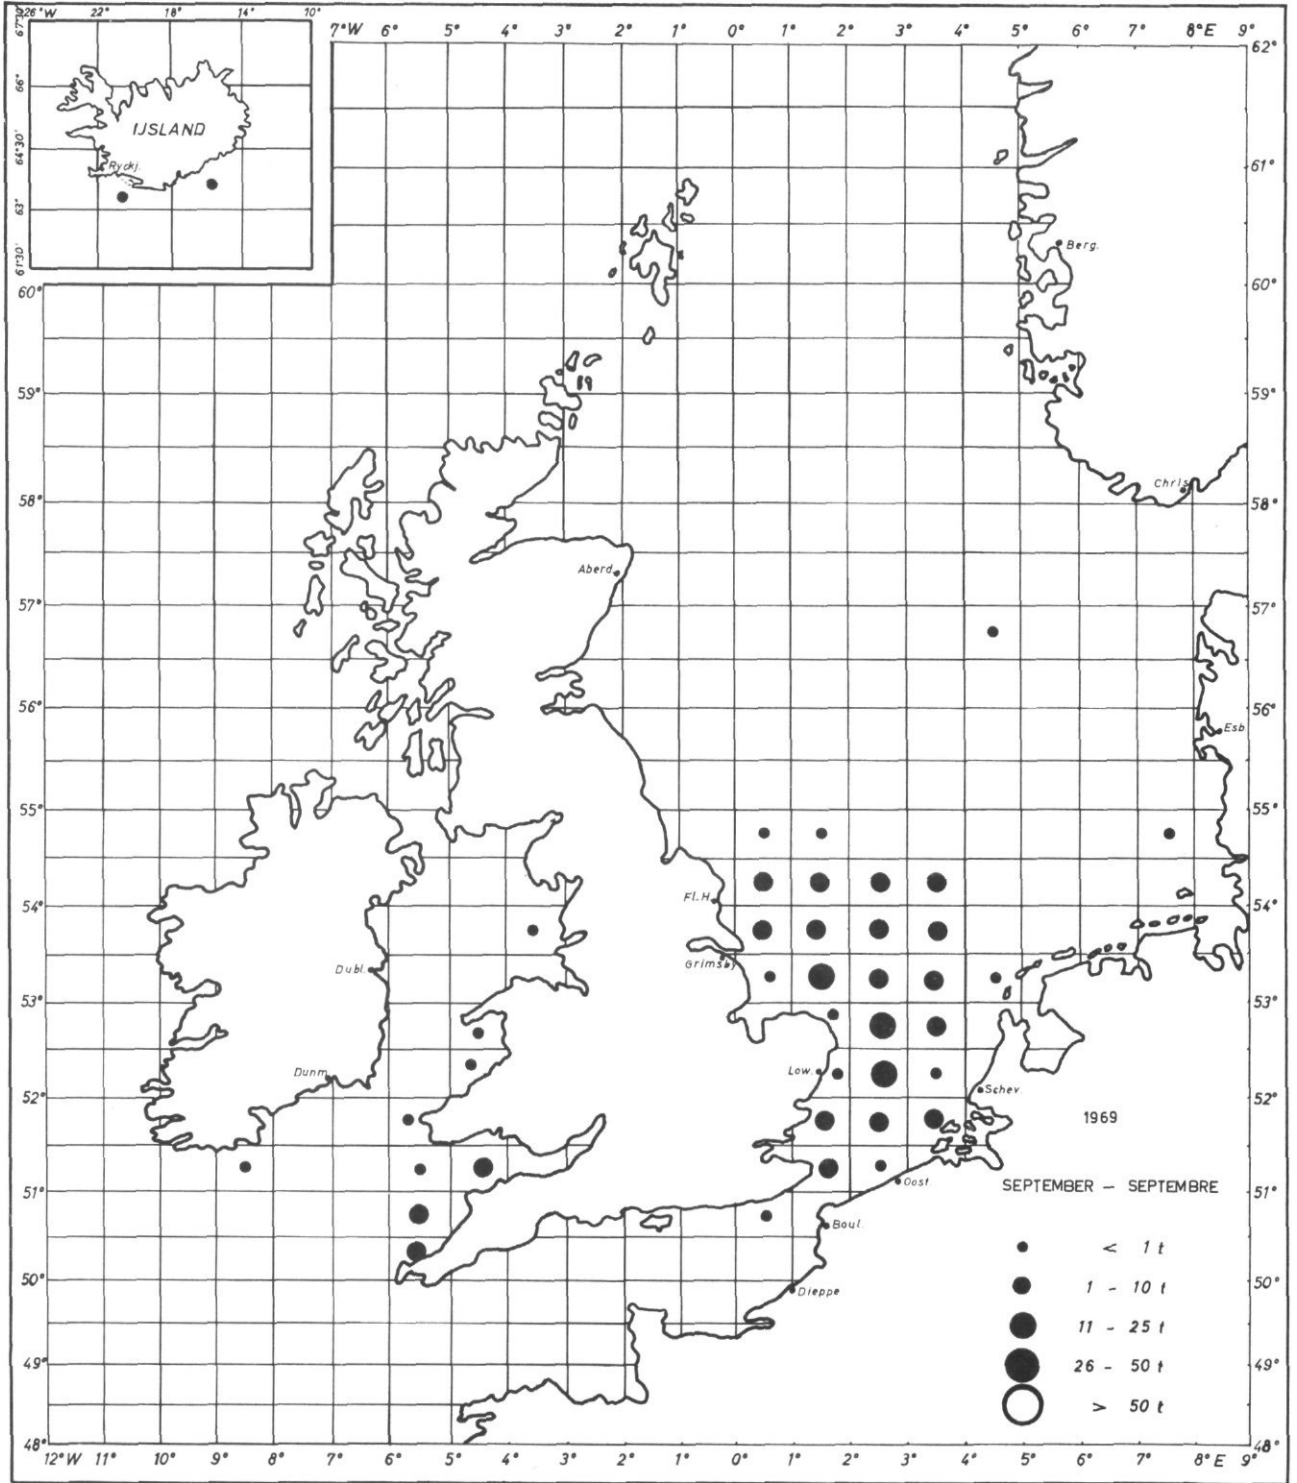 26°W 22° 18° 14° 10°
67°30
66°
64°30
63°
61°30
IJSLAND
Ryckj.
7°W 6° 5° 4° 3° 2° 1° 0° 1° 2° 3° 4° 5° 6° 7° 8°E 9°
62°
61°
60° 60°
59° 59°
58° 58°
57° 57°
56° 56°
55° 55°
54° 54°
53° 53°
52° 52°
51° 51°
50° 50°
49° 49°
48° 48°
Berg.
Chris
Aberd.
Esb.
Fl.H.
Grimsby
Dubl.
Dunm.
Low.
Schev.
Oost.
Boul.
Dieppe
1969
SEPTEMBER – SEPTEMBRE
< 1 t
1 - 10 t
11 - 25 t
26 - 50 t
> 50 t
12°W 11° 10° 9° 8° 7° 6° 5° 4° 3° 2° 1° 0° 1° 2° 3° 4° 5° 6° 7° 8°E 9°